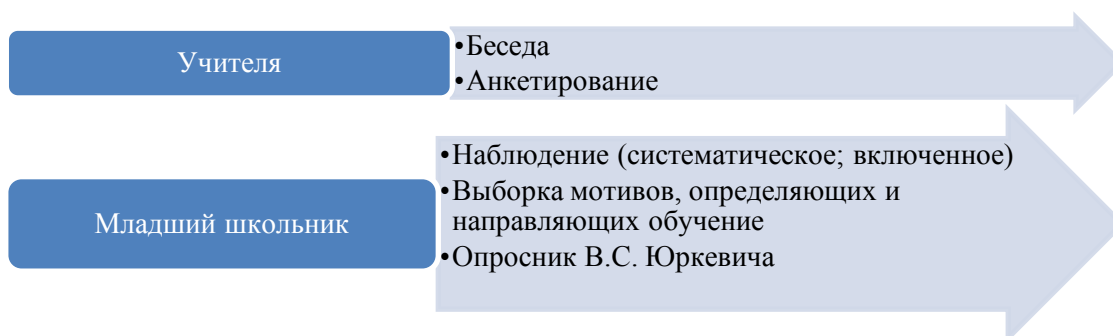 Учителя
•Беседа
•Анкетирование
Младший школьник
•Наблюдение (систематическое; включенное)
•Выборка мотивов, определяющих и
направляющих обучение
•Опросник В.С. Юркевича